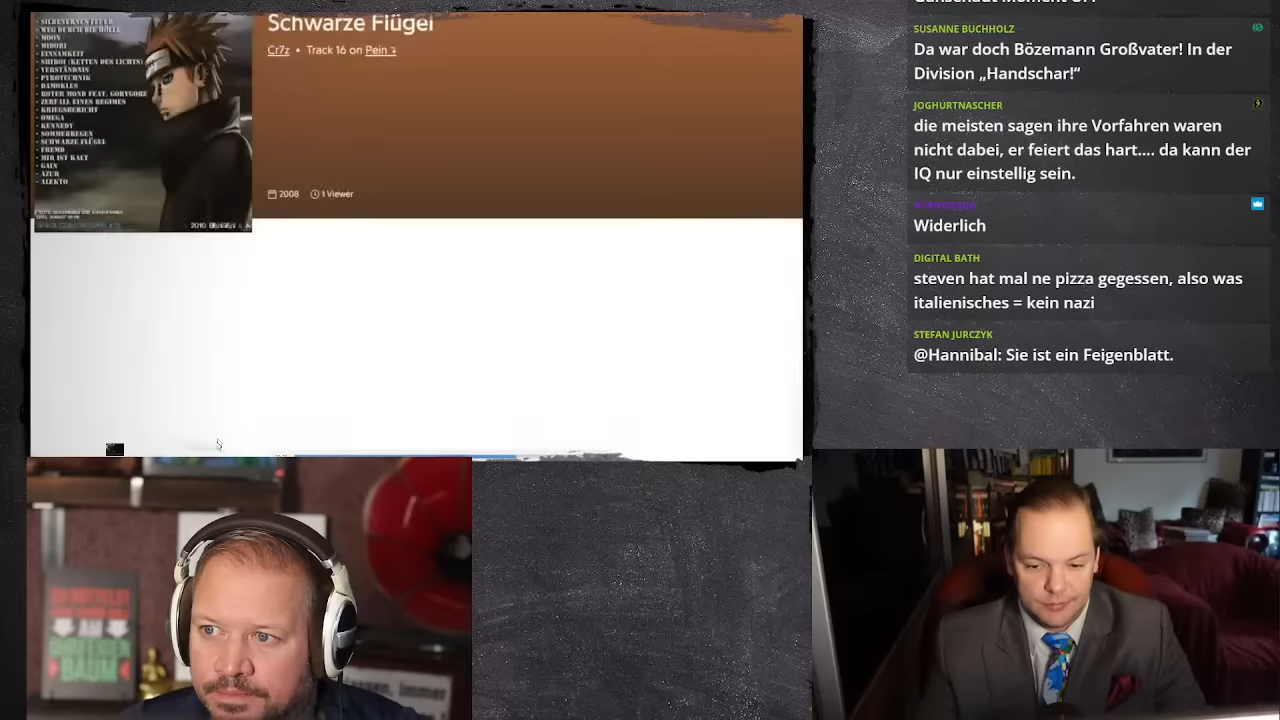 SILBERNES FEUER
WEG DURCH DIE HÖLLE
MOON
MIDORI
EINSAMKEIT
SHIROI (KETTEN DES LICHTS)
VERSTÄNDNIS
PYROTECHNIK
DAMOKLES
ROTER MOND FEAT. GORYGORE
ZERFALL EINES REGIMES
KRIEGSBERICHT
OMEGA
KENNEDY
SOMMERREGEN
SCHWARZE FLÜGEL
FREMD
MIR IST KALT
GAIN
AZUR
ALEKTO
2010
Schwarze Flügel
Cr7z • Track 16 on Pein
2008 1 Viewer
SUSANNE BUCHHOLZ
Da war doch Bözemann Großvater! In der
Division „Handschar!“
JOGHURTNASCHER
die meisten sagen ihre Vorfahren waren
nicht dabei, er feiert das hart.... da kann der
IQ nur einstellig sein.
Widerlich
DIGITAL BATH
steven hat mal ne pizza gegessen, also was
italienisches = kein nazi
STEFAN JURCZYK
@Hannibal: Sie ist ein Feigenblatt.
AU
BAUM
immer